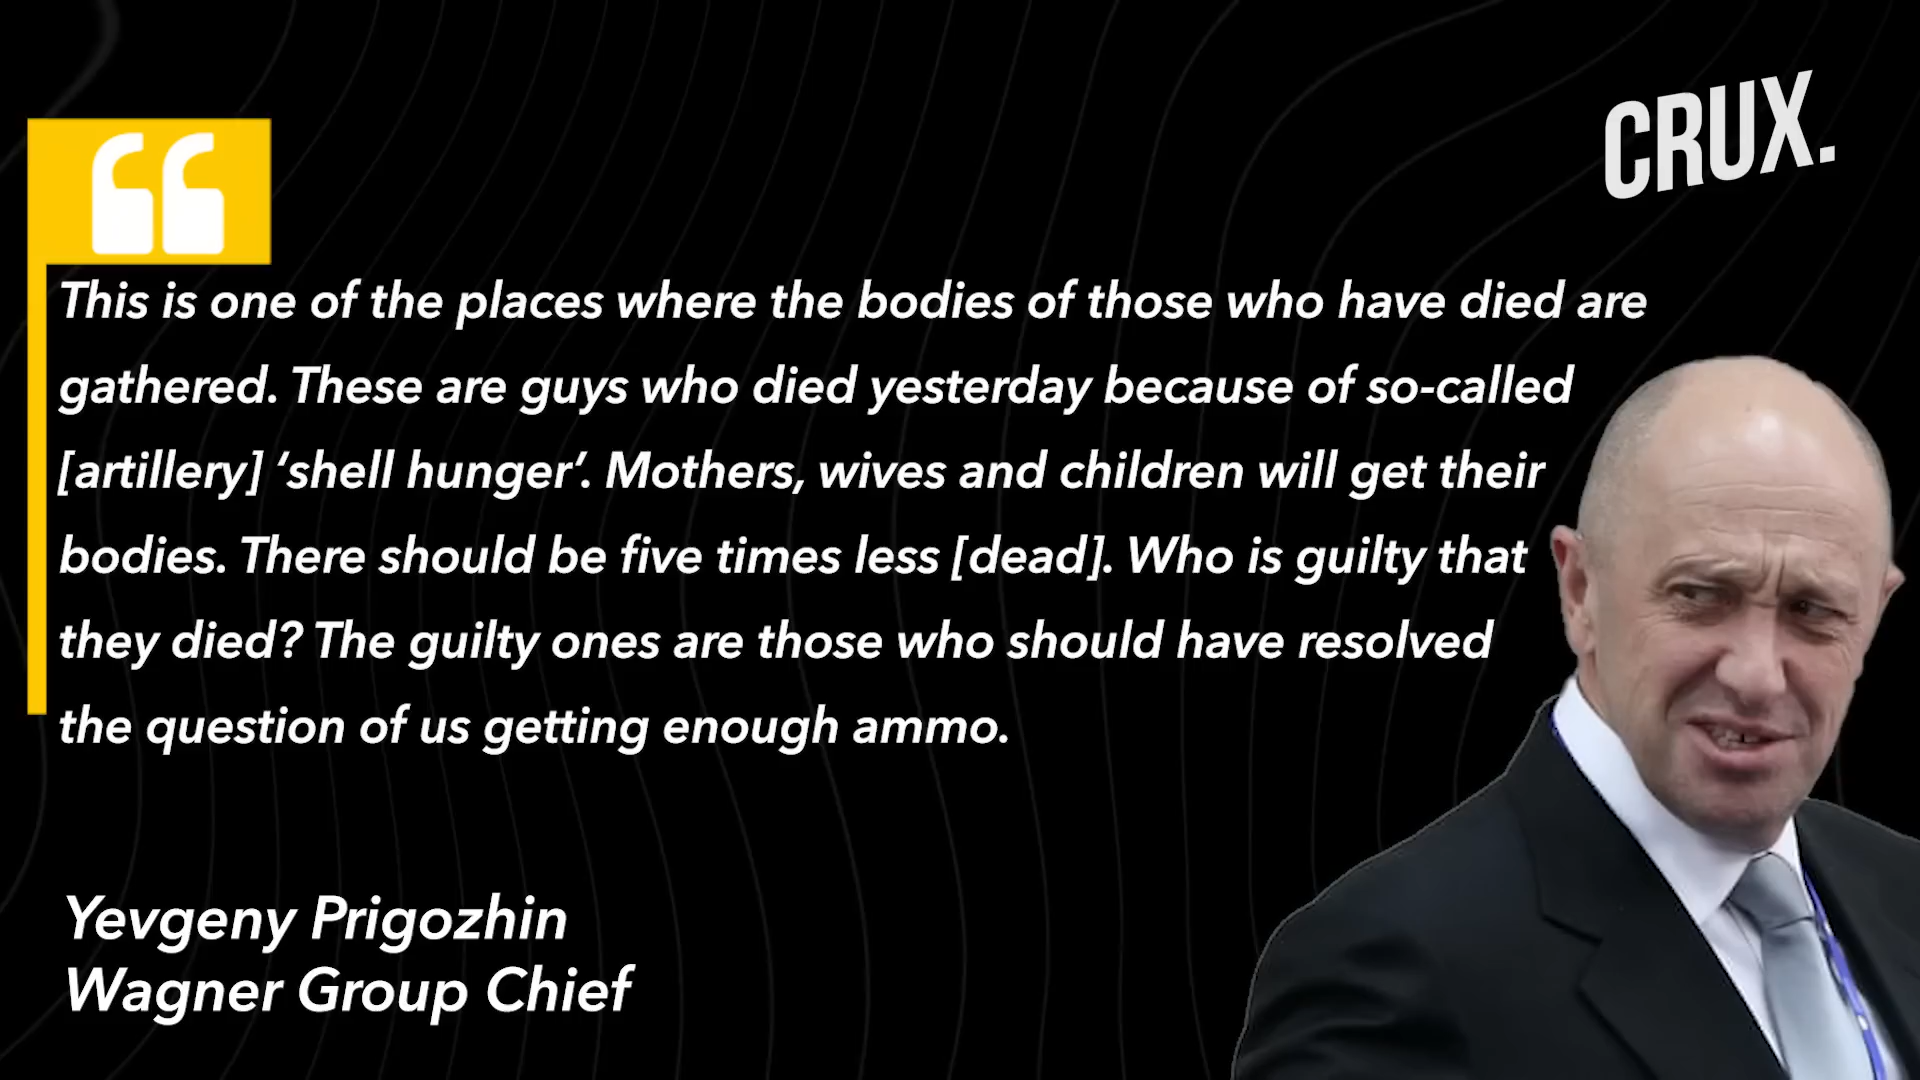 CRUX.
This is one of the places where the bodies of those who have died are
gathered. These are guys who died yesterday because of so-called
[artillery] ‘shell hunger’. Mothers, wives and children will get their
bodies. There should be five times less [dead]. Who is guilty that
they died? The guilty ones are those who should have resolved
the question of us getting enough ammo.
Yevgeny Prigozhin
Wagner Group Chief